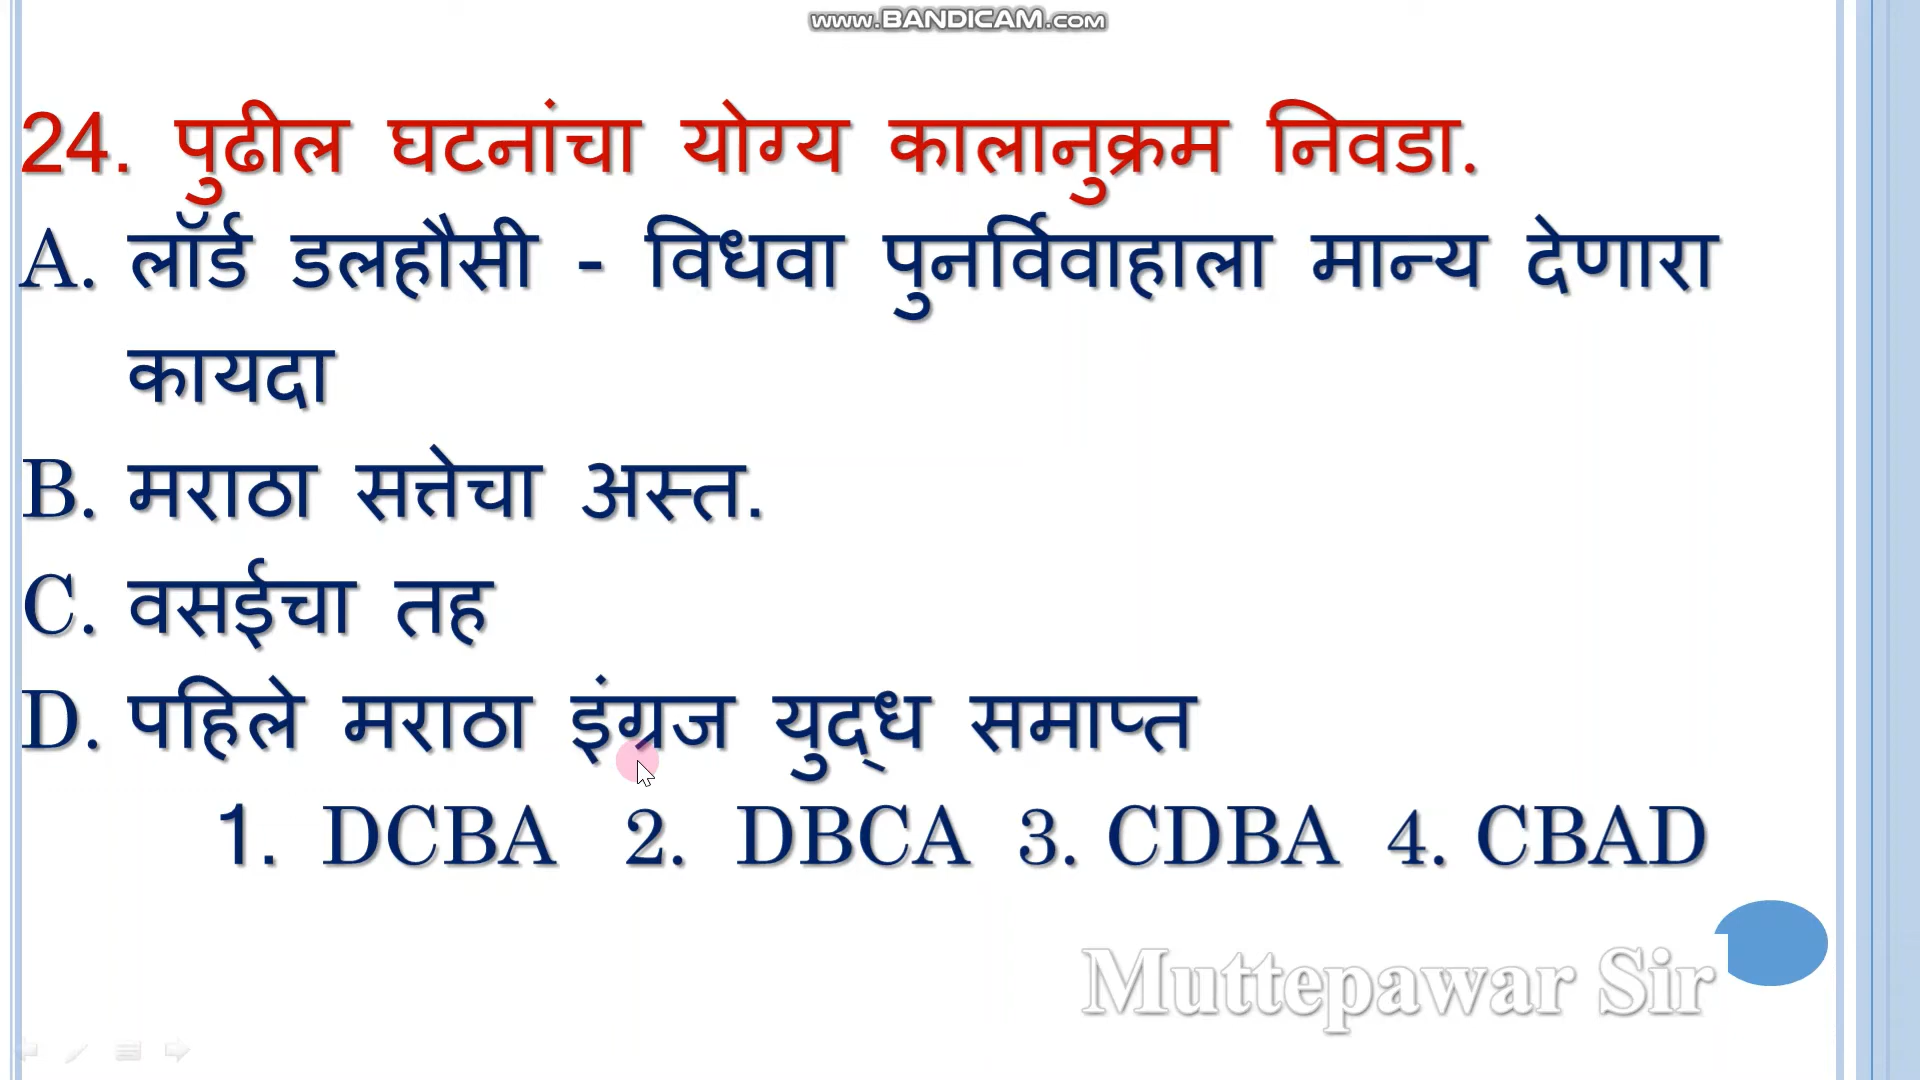 www.BANDICAM.com
24. पुढील घटनांचा योग्य कालानुक्रम निवडा.
A. लॉर्ड डलहौसी - विधवा पुनर्विवाहाला मान्य देणारा
कायदा
B. मराठा सत्तेचा अस्त.
C. वसईचा तह
D. पहिले मराठा इंग्रज युद्ध समाप्त
1. DCBA 2. DBCA 3. CDBA 4. CBAD
Muttepawar Sir